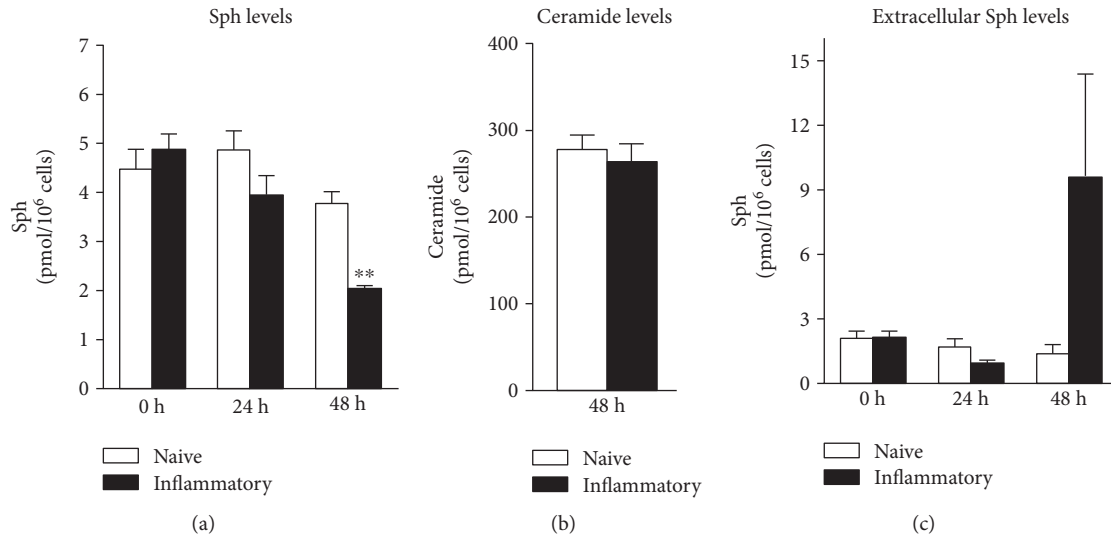 Sph levels
7
6
5
4
3
2
1
0
Sph
(pmol/10⁶ cells)
**
0 h
24 h
48 h
Naive
Inflammatory
(a)
Ceramide levels
400
300
200
100
0
Ceramide
(pmol/10⁶ cells)
48 h
Naive
Inflammatory
(b)
Extracellular Sph levels
15
12
9
6
3
0
Sph
(pmol/10⁶ cells)
0 h
24 h
48 h
Naive
Inflammatory
(c)